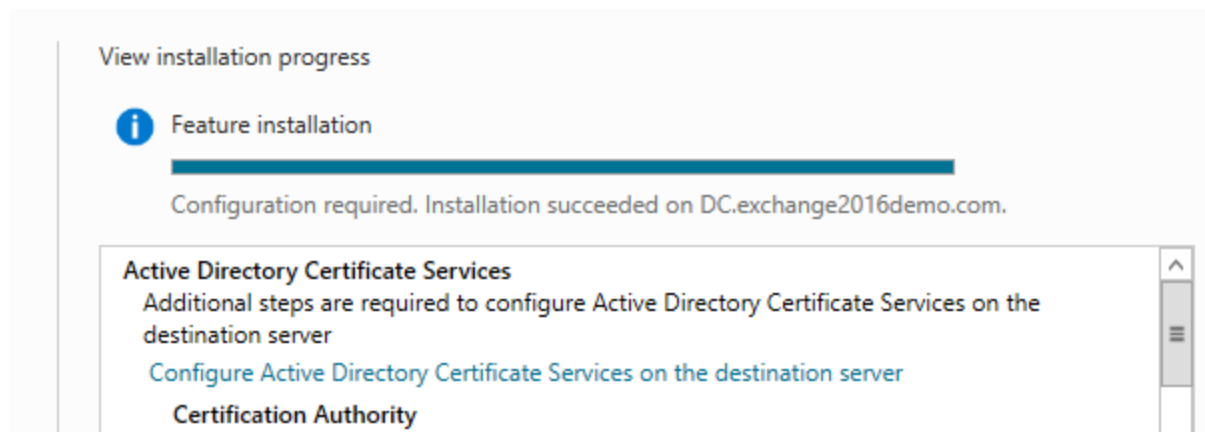 View installation progress
Feature installation
Configuration required. Installation succeeded on DC.exchange2016demo.com.
Active Directory Certificate Services
Additional steps are required to configure Active Directory Certificate Services on the
destination server
Configure Active Directory Certificate Services on the destination server
Certification Authority